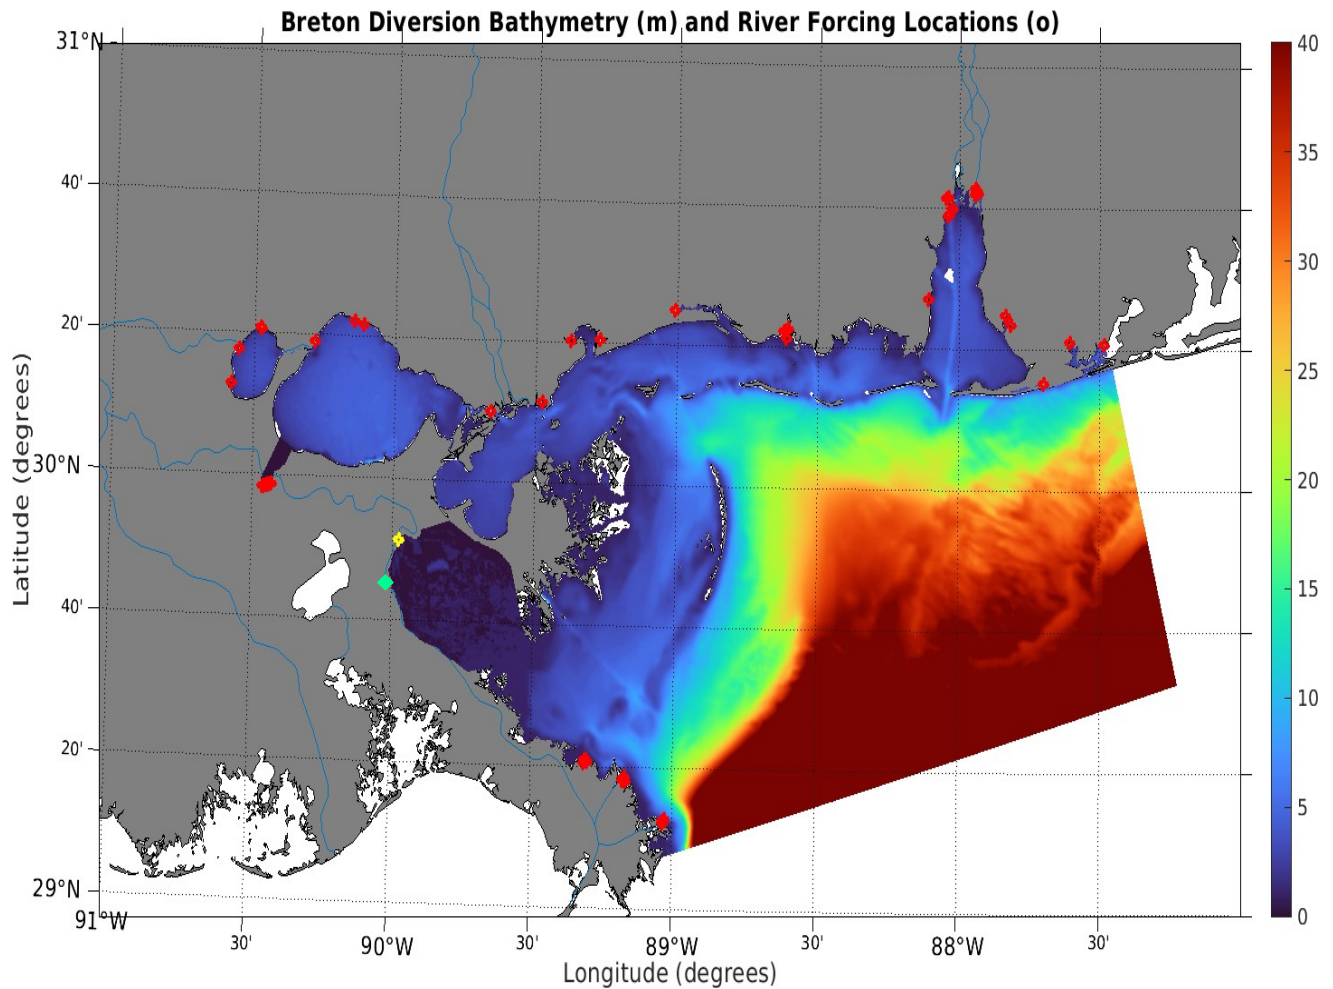 Breton Diversion Bathymetry (m) and River Forcing Locations (o)
31°N
40'
20'
30°N
40'
20'
29°N
91°W
30'
90°W
30'
89°W
30'
88°W
30'
Latitude (degrees)
Longitude (degrees)
40
35
30
25
20
15
10
5
0